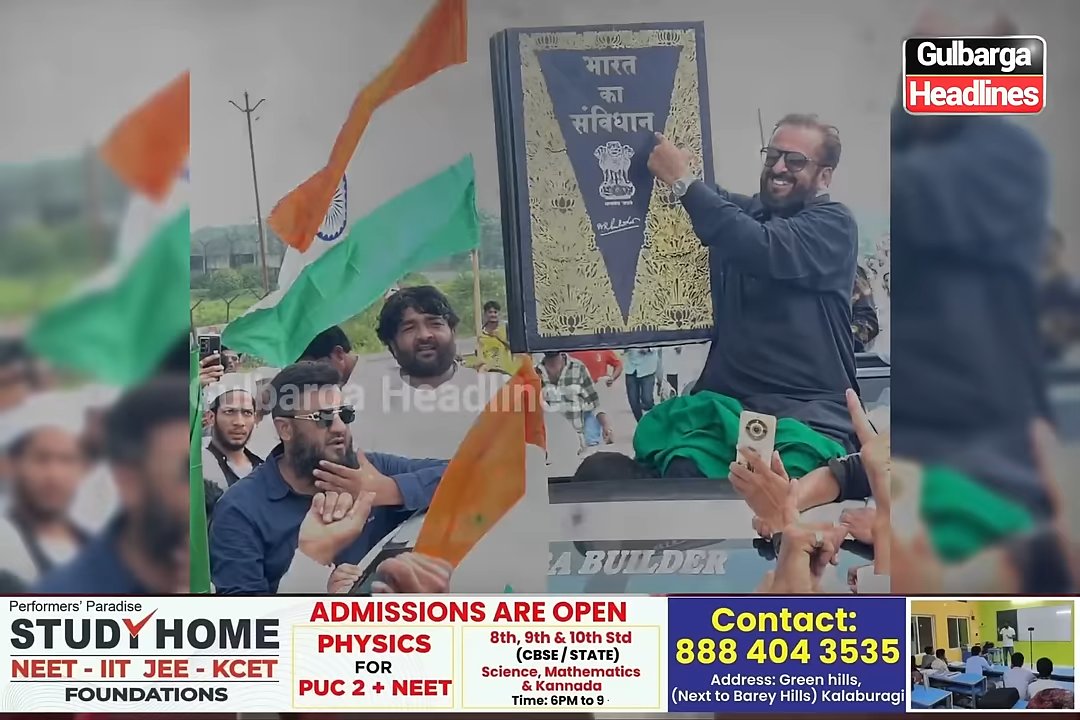 Gulbarga
Headlines
भारत
का
संविधान
Gulbarga Headlines
BUILDER
Performers' Paradise
STUDY HOME
NEET - IIT JEE - KCET
FOUNDATIONS
ADMISSIONS ARE OPEN
PHYSICS
FOR
PUC 2 + NEET
8th, 9th & 10th Std
(CBSE / STATE)
Science, Mathematics
& Kannada
Time: 6PM to 9
Contact:
888 404 3535
Address: Green hills,
(Next to Barey Hills) Kalaburagi